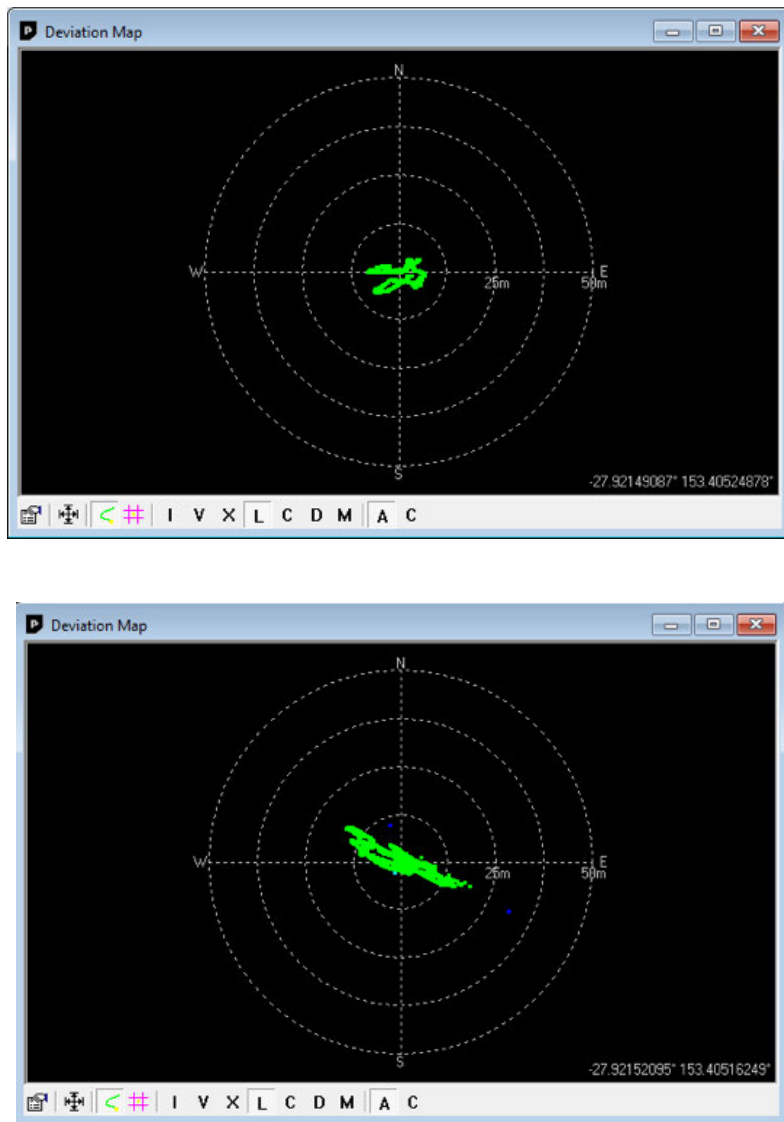 Deviation Map
N
W
E
25m
50m
S
-27.92149087° 153.40524878°
I V X L C D M A C
Deviation Map
N
W
E
25m
50m
S
-27.92152095° 153.40516249°
I V X L C D M A C